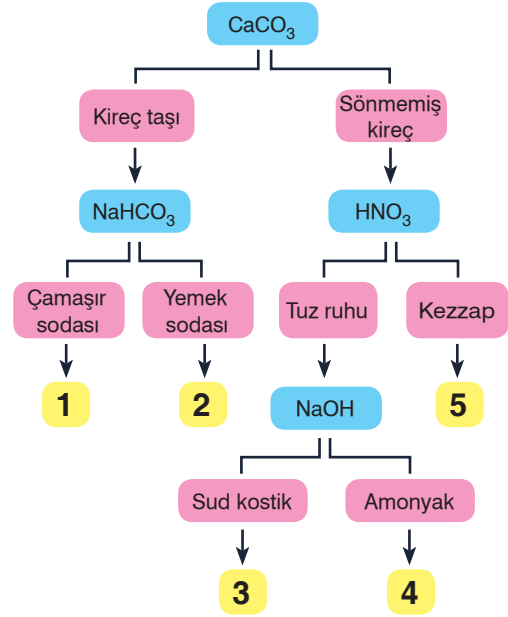 CaCO₃
Kireç taşı
Sönmemiş
kireç
NaHCO₃
HNO₃
Çamaşır
sodası
Yemek
sodası
Tuz ruhu
Kezzap
1
2
NaOH
5
Sud kostik
Amonyak
3
4